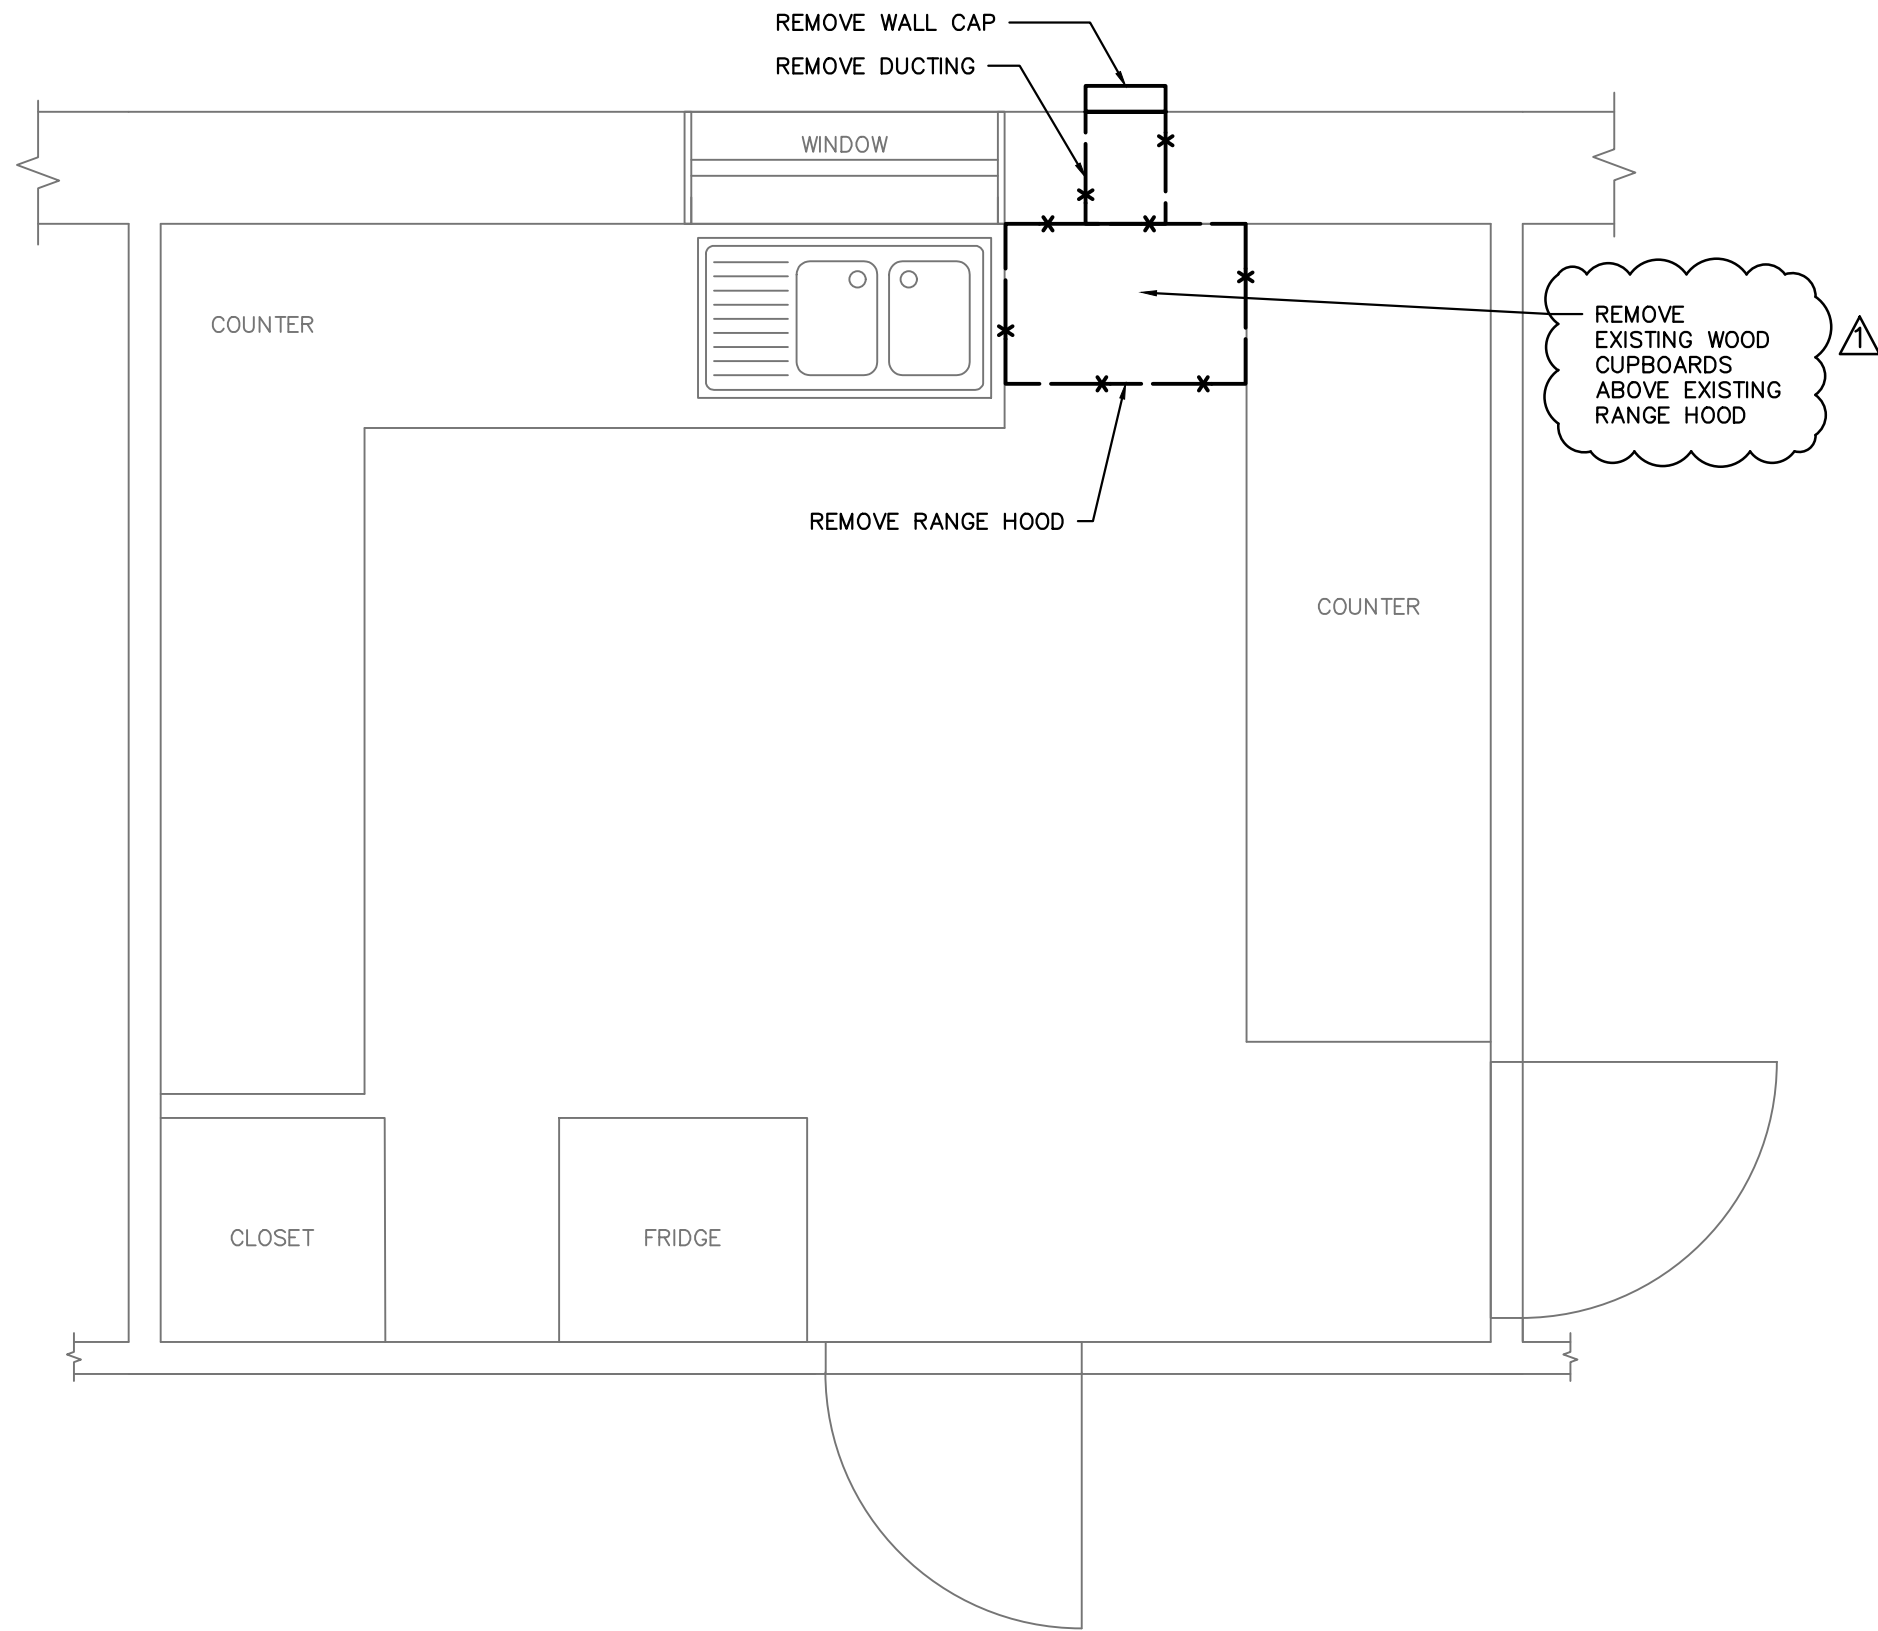 REMOVE WALL CAP
REMOVE DUCTING
WINDOW
COUNTER
REMOVE
EXISTING WOOD
CUPBOARDS
ABOVE EXISTING
RANGE HOOD
1
REMOVE RANGE HOOD
COUNTER
CLOSET
FRIDGE